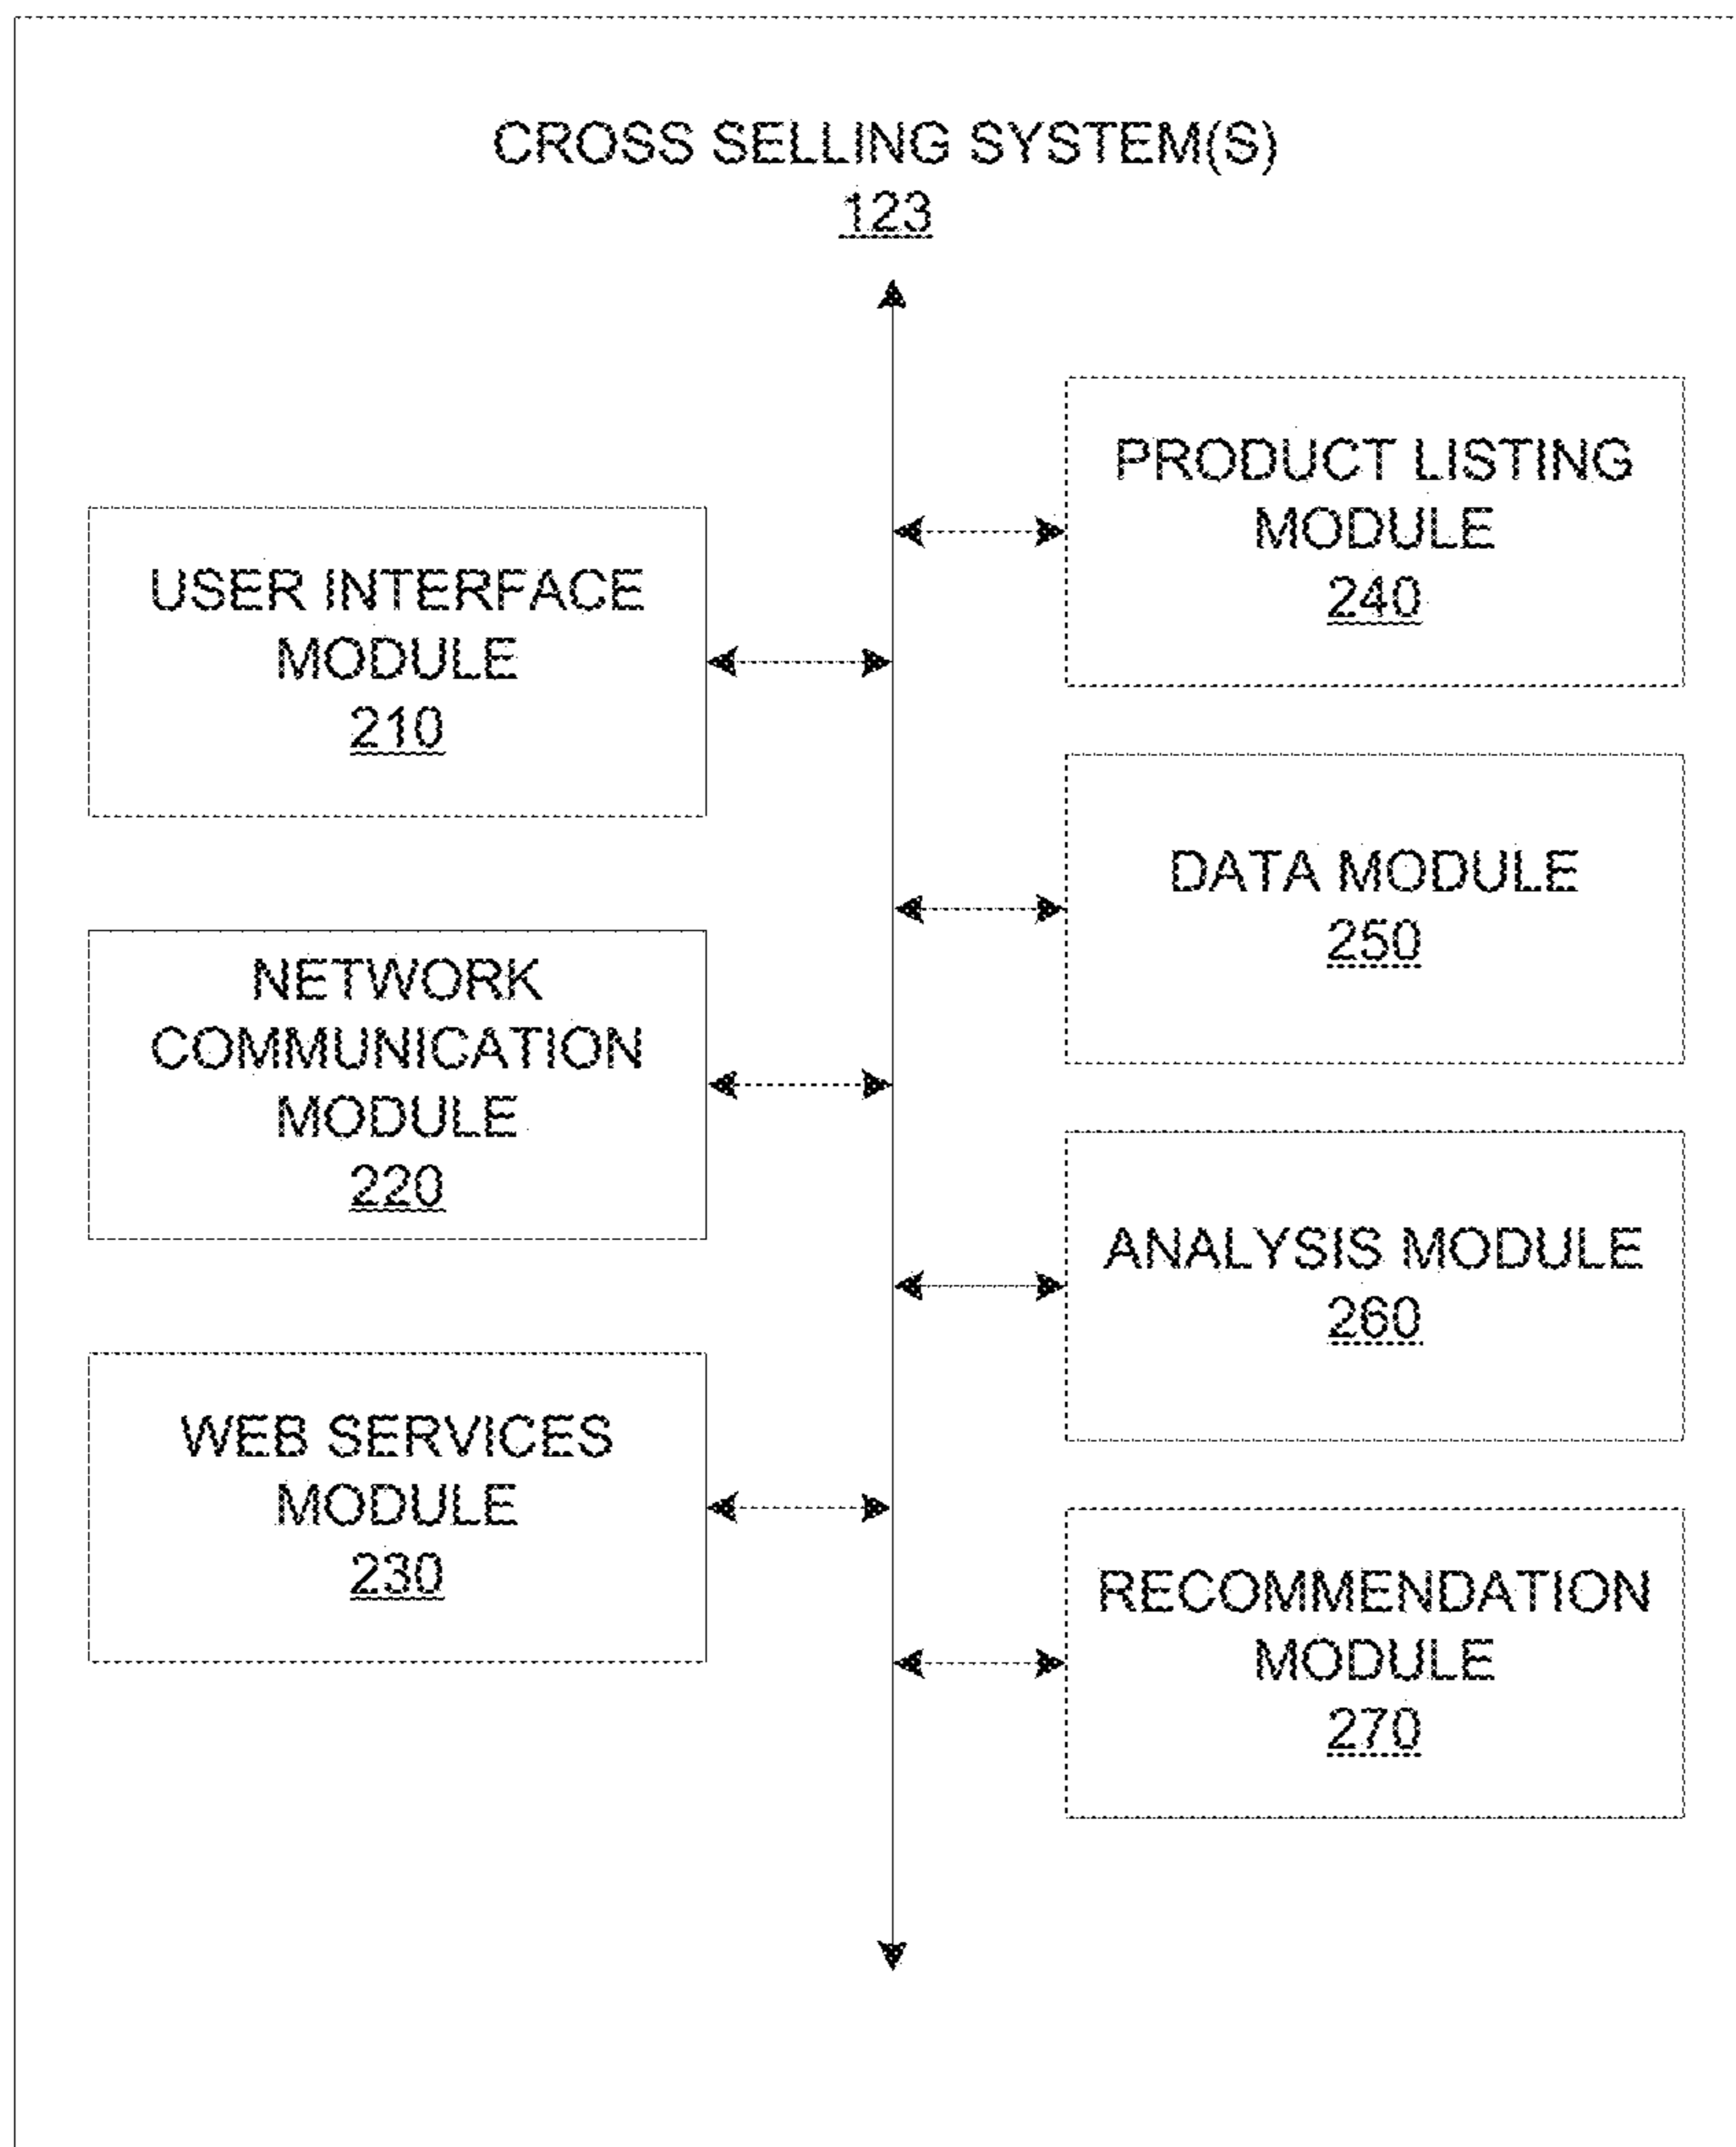 CROSS SELLING SYSTEM(S)
123
USER INTERFACE
MODULE
210
NETWORK
COMMUNICATION
MODULE
220
WEB SERVICES
MODULE
230
PRODUCT LISTING
MODULE
240
DATA MODULE
250
ANALYSIS MODULE
260
RECOMMENDATION
MODULE
270